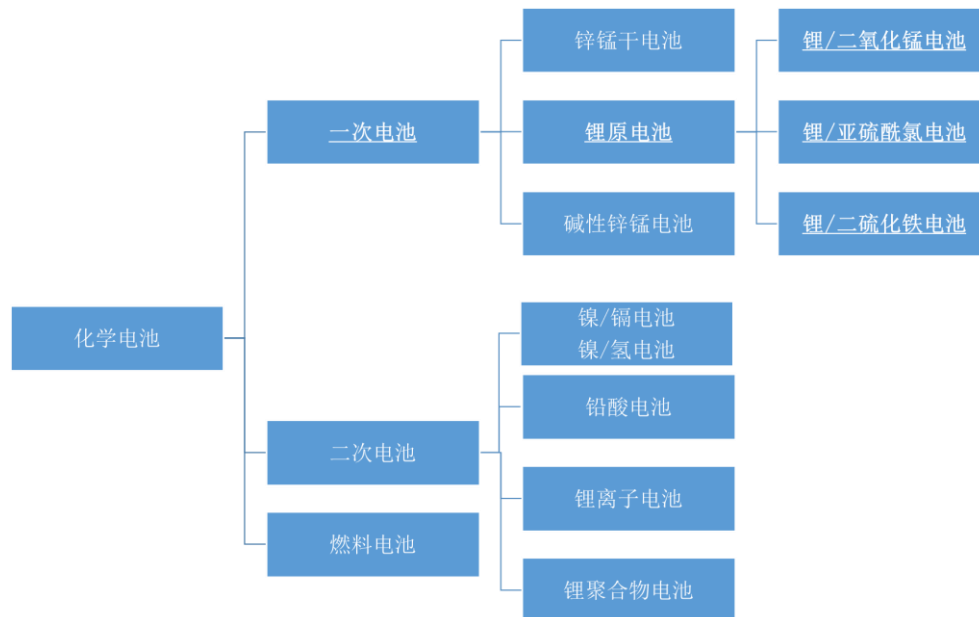 化学电池
一次电池
锌锰干电池
锂原电池
锂/二氧化锰电池
锂/亚硫酰氯电池
锂/二硫化铁电池
碱性锌锰电池
二次电池
镍/镉电池
镍/氢电池
铅酸电池
锂离子电池
锂聚合物电池
燃料电池